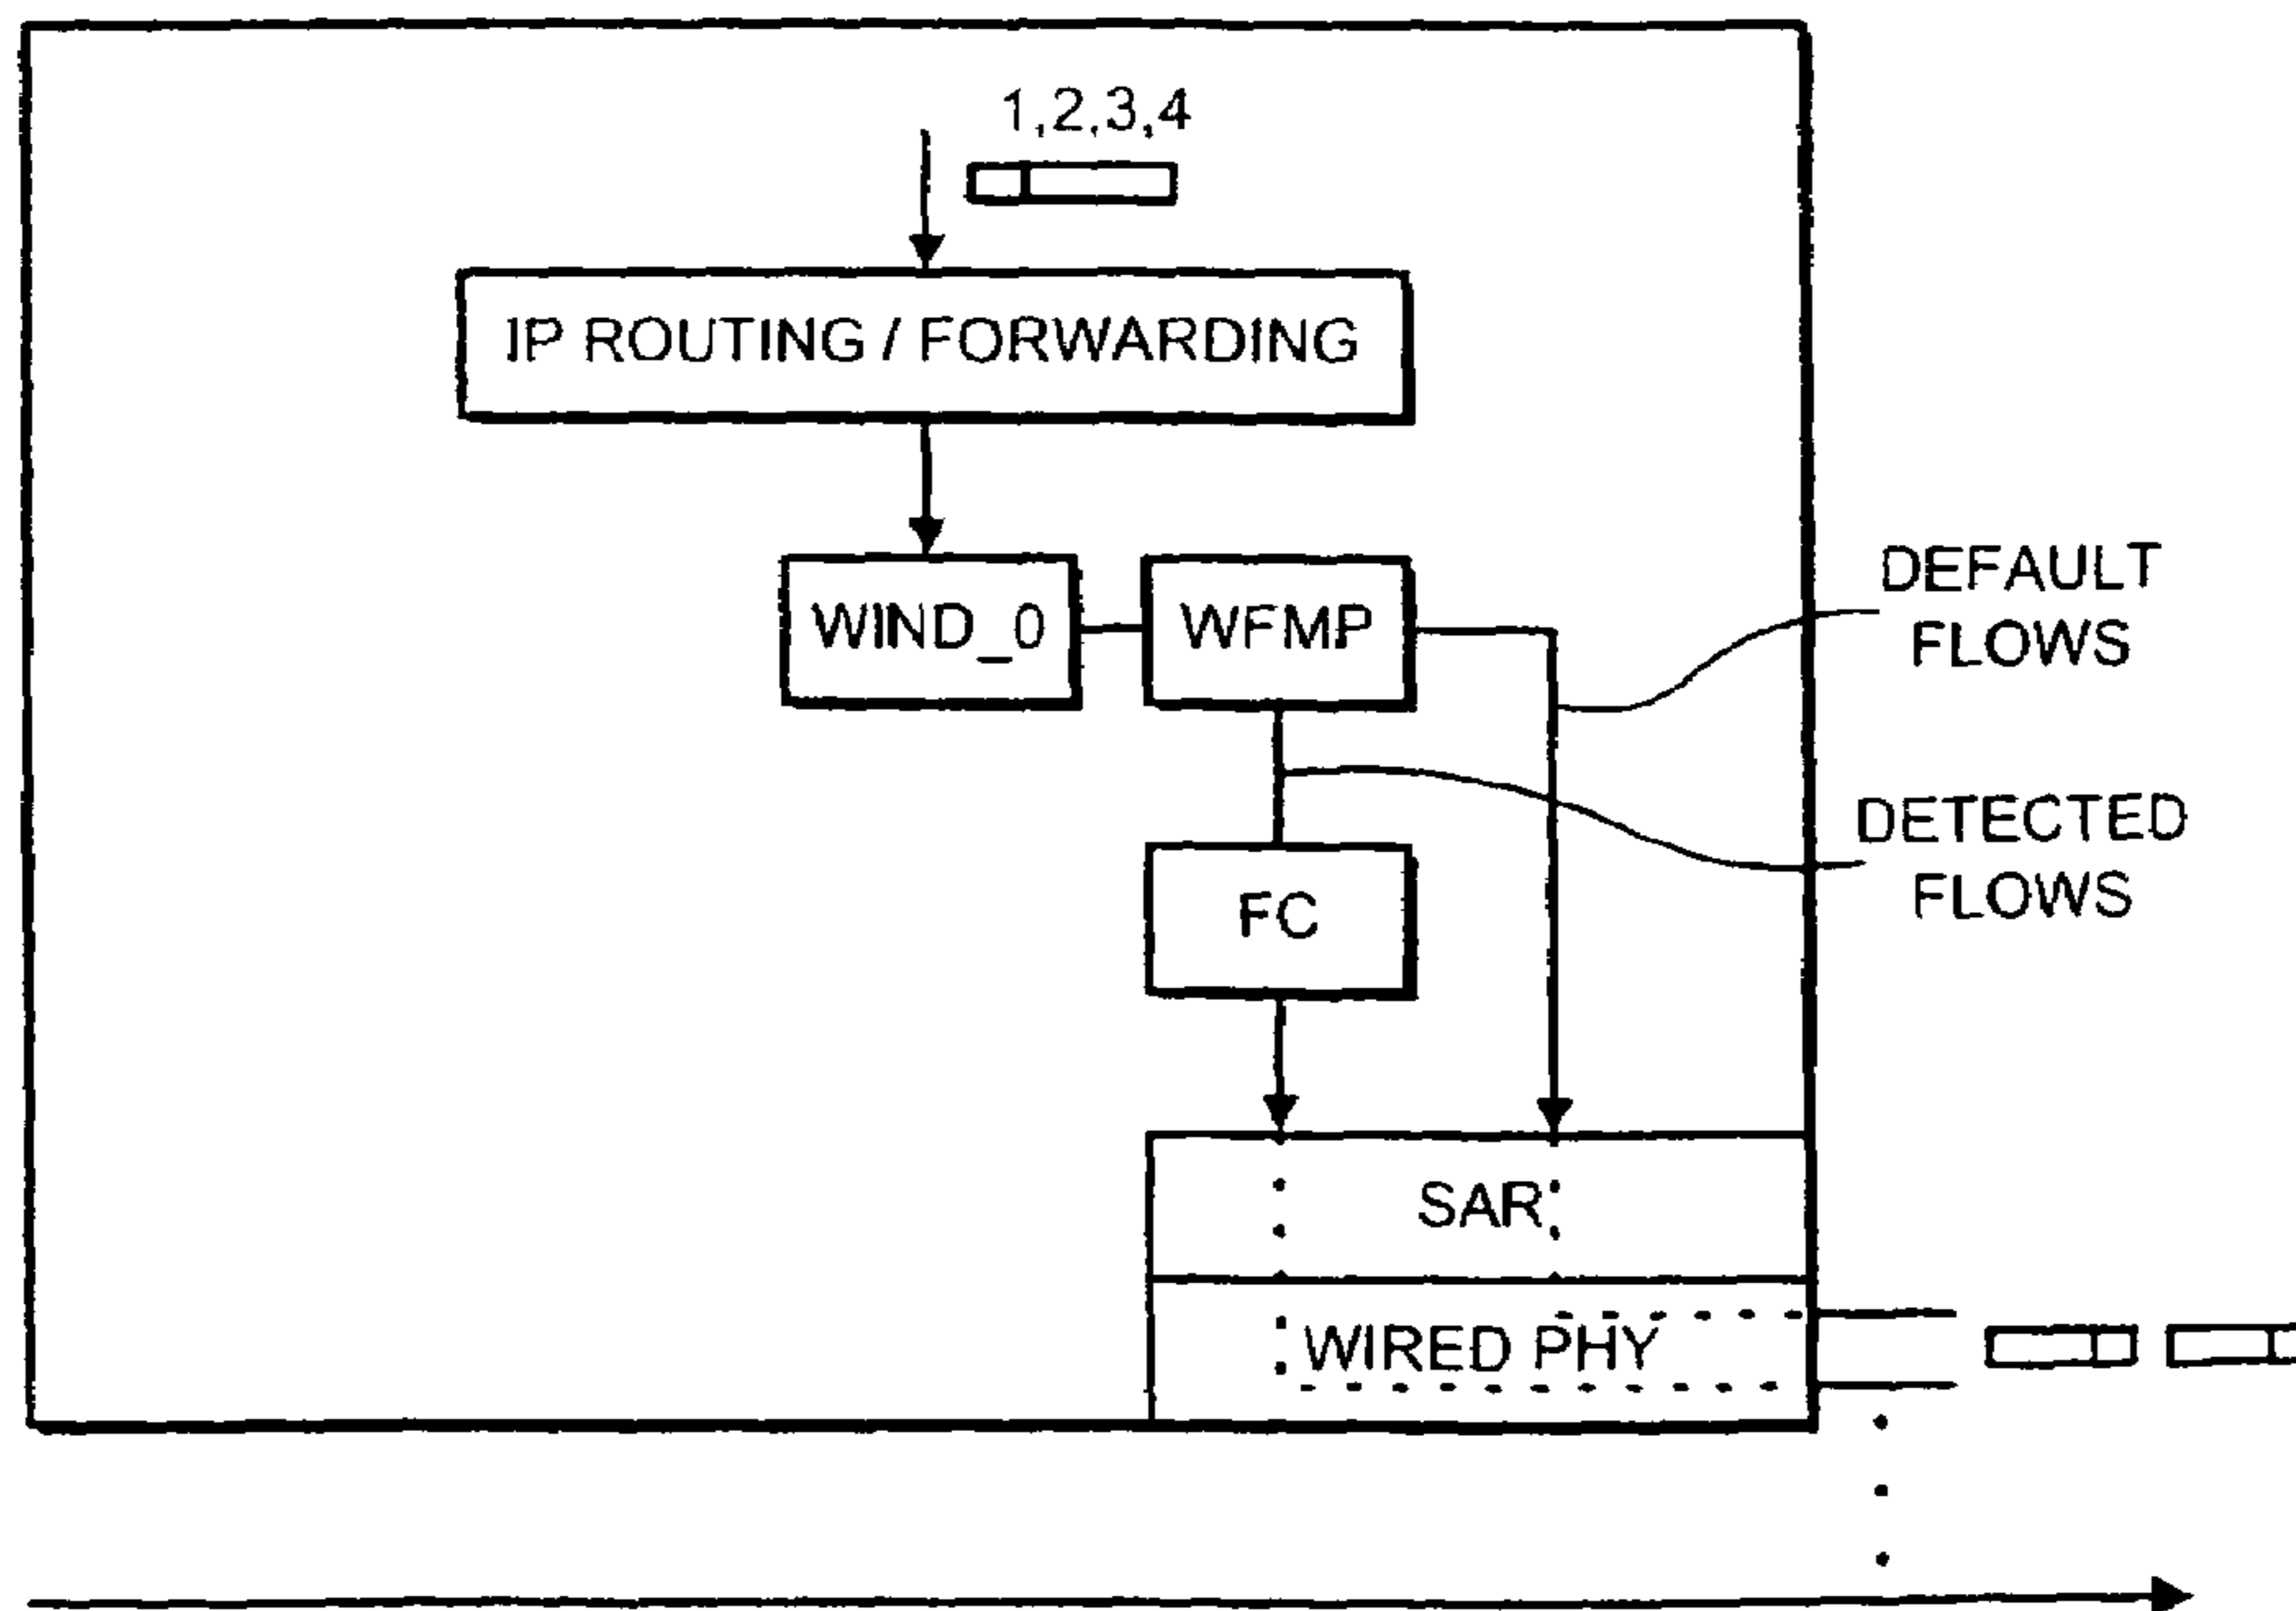 1,2,3,4
IP ROUTING / FORWARDING
WIND_0
WFMP
DEFAULT
FLOWS
DETECTED
FLOWS
FC
SAR
WIRED PHY